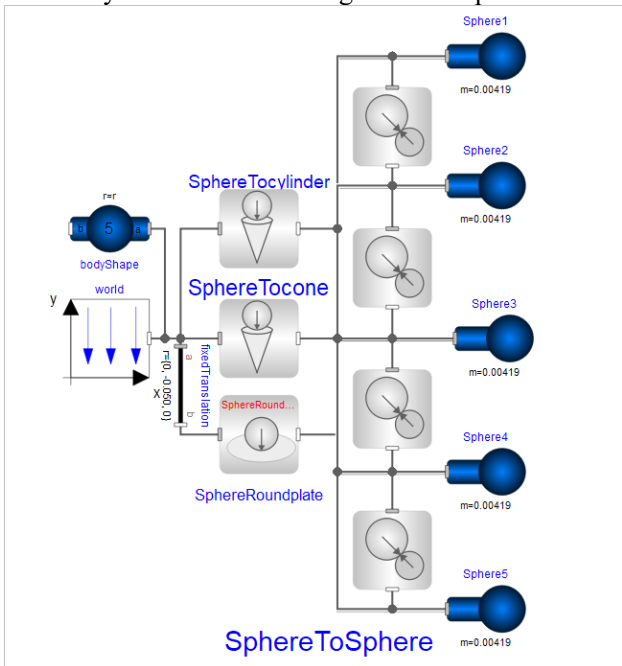 Sphere1
m=0.00419
Sphere2
m=0.00419
SphereTocylinder
r=r
b 5 a
bodyShape
world
y
x
SphereTocone
fixedTranslation
a
b
r={0, -0.050, 0}
Sphere3
m=0.00419
SphereRound...
SphereRoundplate
Sphere4
m=0.00419
Sphere5
m=0.00419
SphereToSphere